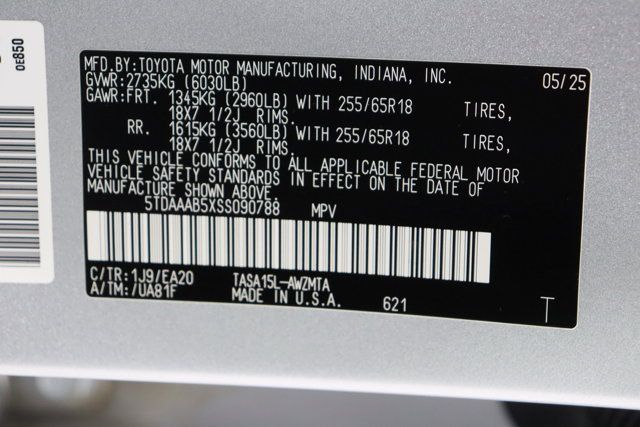 0E850
MFD.BY:TOYOTA MOTOR MANUFACTURING, INDIANA, INC. 05/25
GVWR:2735KG (6030LB)
GAWR:FRT. 1345KG (2960LB) WITH 255/65R18 TIRES,
18X7 1/2J RIMS.
RR. 1615KG (3560LB) WITH 255/65R18 TIRES,
18X7 1/2J RIMS.
THIS VEHICLE CONFORMS TO ALL APPLICABLE FEDERAL MOTOR
VEHICLE SAFETY STANDARDS IN EFFECT ON THE DATE OF
MANUFACTURE SHOWN ABOVE.
5TDAAAB5XSS090788 MPV
C/TR:1J9/EA20 TASA15L-AWZMTA
A/TM:/UA81F MADE IN U.S.A. 621 T